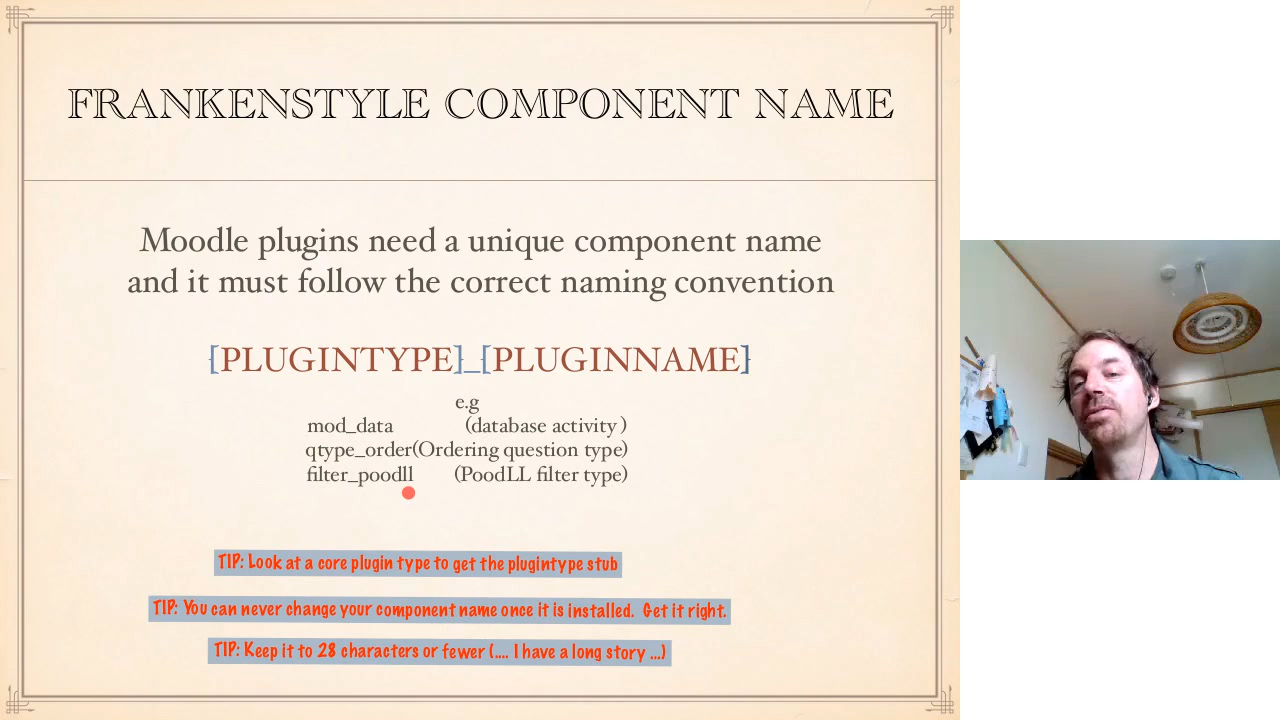 FRANKENSTYLE COMPONENT NAME
Moodle plugins need a unique component name
and it must follow the correct naming convention
[PLUGINTYPE]_[PLUGINNAME]
e.g
mod_data (database activity )
qtype_order(Ordering question type)
filter_poodll (PoodLL filter type)
TIP: Look at a core plugin type to get the plugintype stub
TIP: You can never change your component name once it is installed. Get it right.
TIP: Keep it to 28 characters or fewer (.... I have a long story ...)